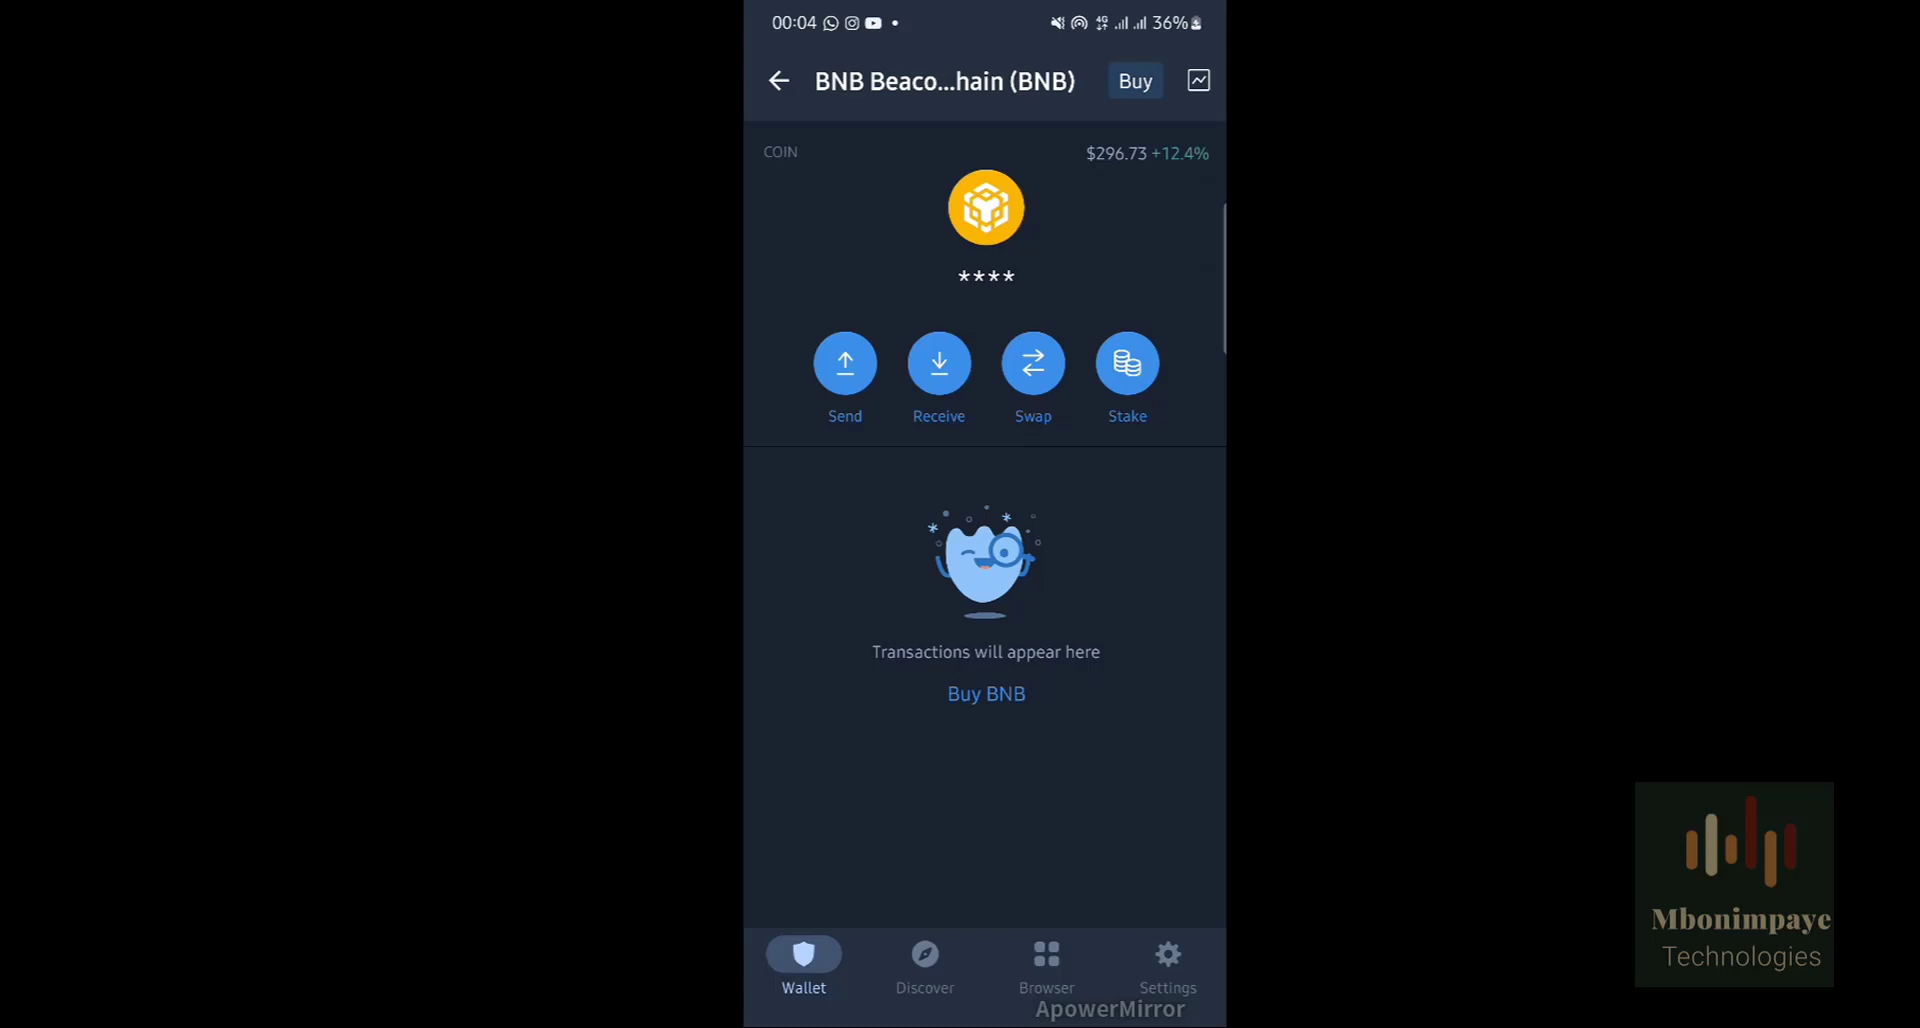 00:04
4G
36%
BNB Beaco...hain (BNB)
Buy
COIN
$296.73 +12.4%
****
Send
Receive
Swap
Stake
Transactions will appear here
Buy BNB
Wallet
Discover
Browser
Settings
ApowerMirror
Mbonimpaye
Technologies